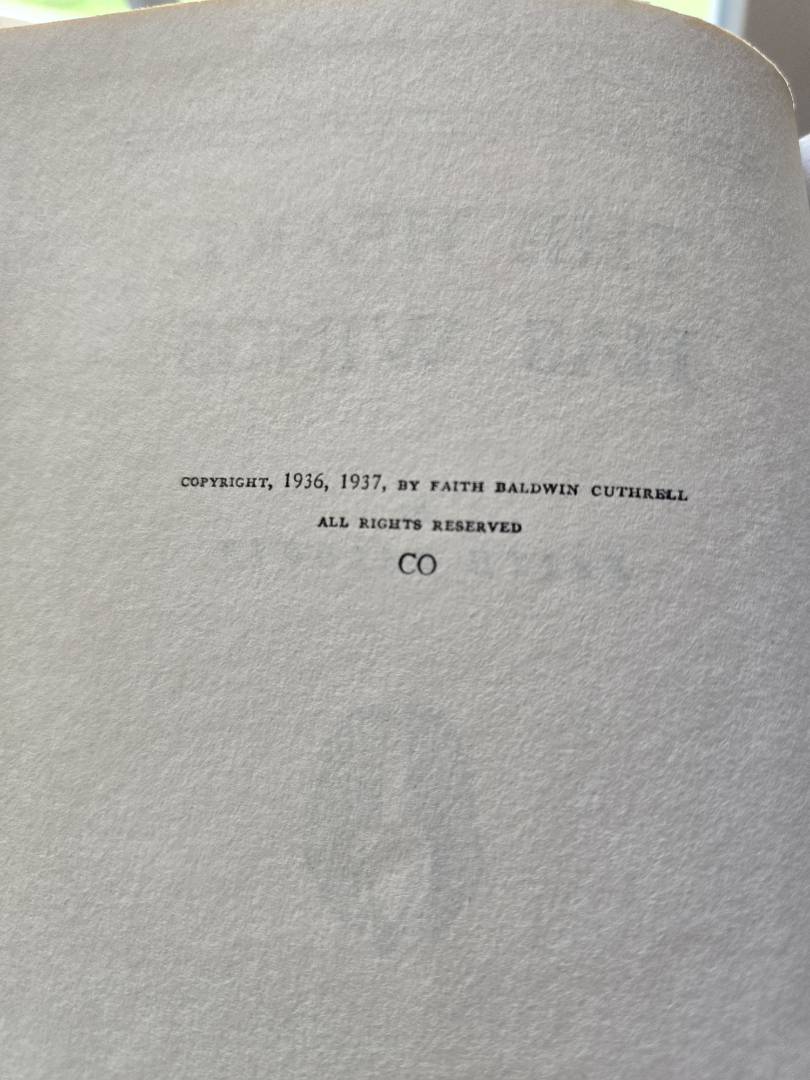 COPYRIGHT, 1936, 1937, BY FAITH BALDWIN CUTHRELL
ALL RIGHTS RESERVED
CO